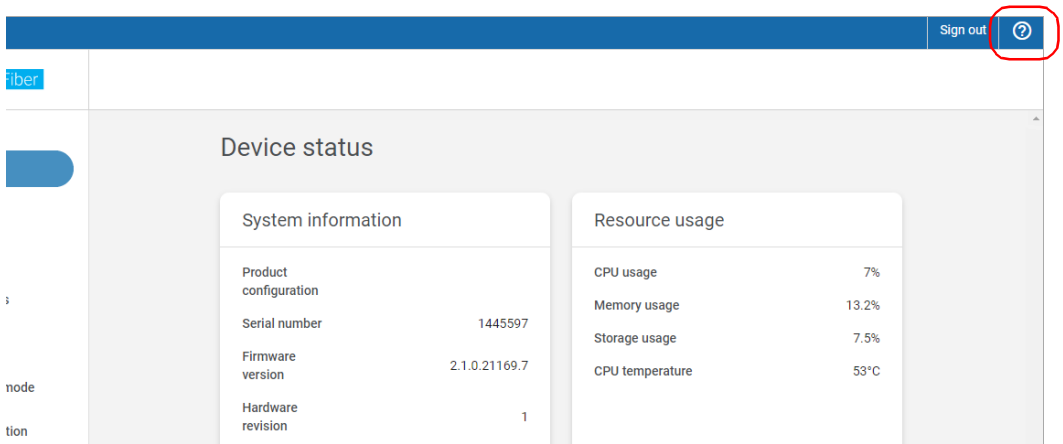 Sign out
Fiber
Device status
System information
Product
configuration
Serial number 1445597
Firmware
version 2.1.0.21169.7
Hardware
revision 1
Resource usage
CPU usage 7%
Memory usage 13.2%
Storage usage 7.5%
CPU temperature 53°C
s
mode
tion